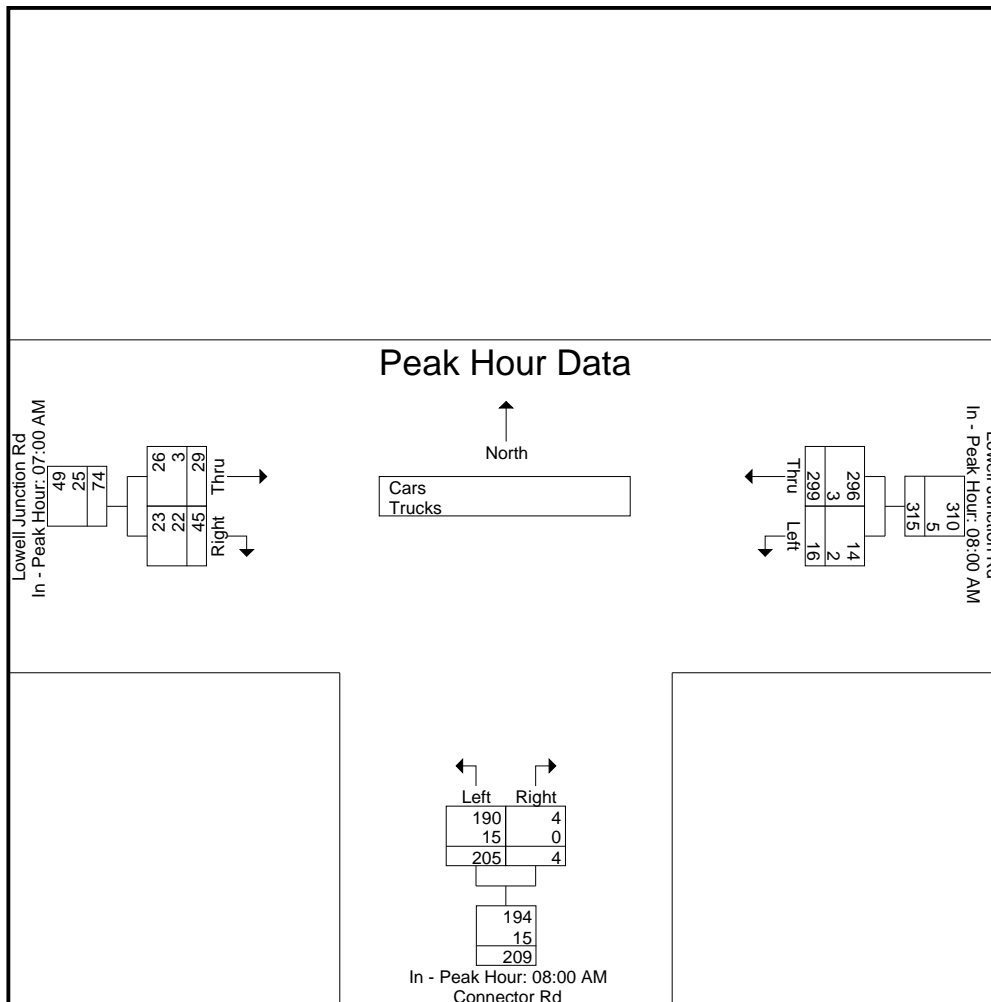 Peak Hour Data
North
Cars
Trucks
Lowell Junction Rd
In - Peak Hour: 07:00 AM
49
25
74
26
3
29
Thru
23
22
45
Right
Lowell Junction Rd
In - Peak Hour: 08:00 AM
310
5
315
296
3
299
Thru
14
2
16
Left
Left Right
190 4
15 0
205 4
194
15
209
In - Peak Hour: 08:00 AM
Connector Rd